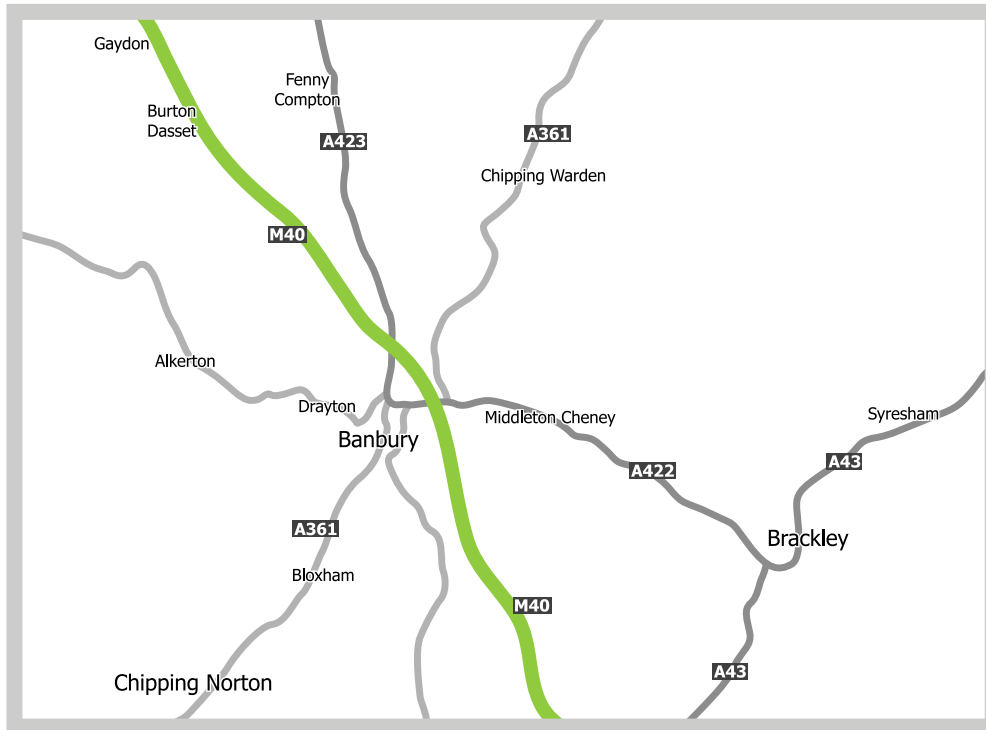 Gaydon
Fenny
Compton
Burton
Dasset
A361
A423
Chipping Warden
M40
Alkerton
Drayton
Middleton Cheney
Syresham
Banbury
A43
A422
A361
Brackley
Bloxham
M40
A43
Chipping Norton